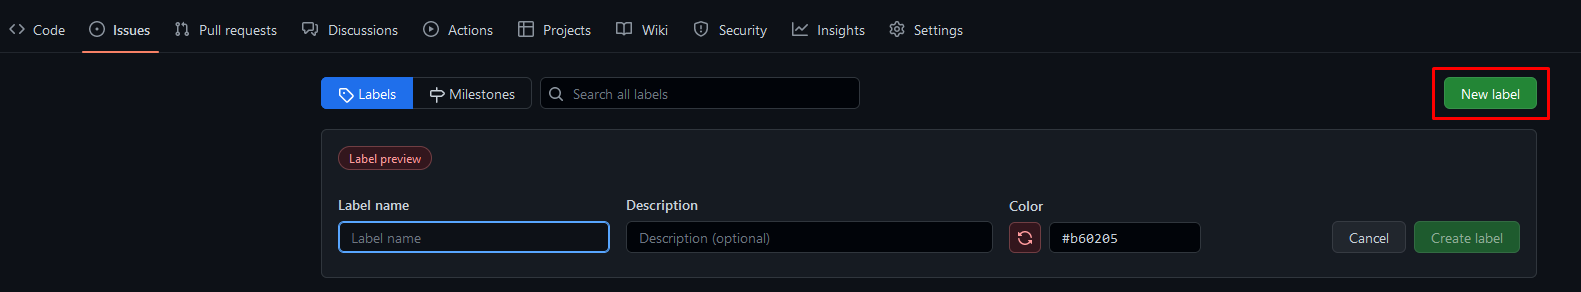 Code Issues Pull requests Discussions Actions Projects Wiki Security Insights Settings
Labels Milestones Search all labels New label
Label preview
Label name Description Color
Label name Description (optional) #b60205 Cancel Create label